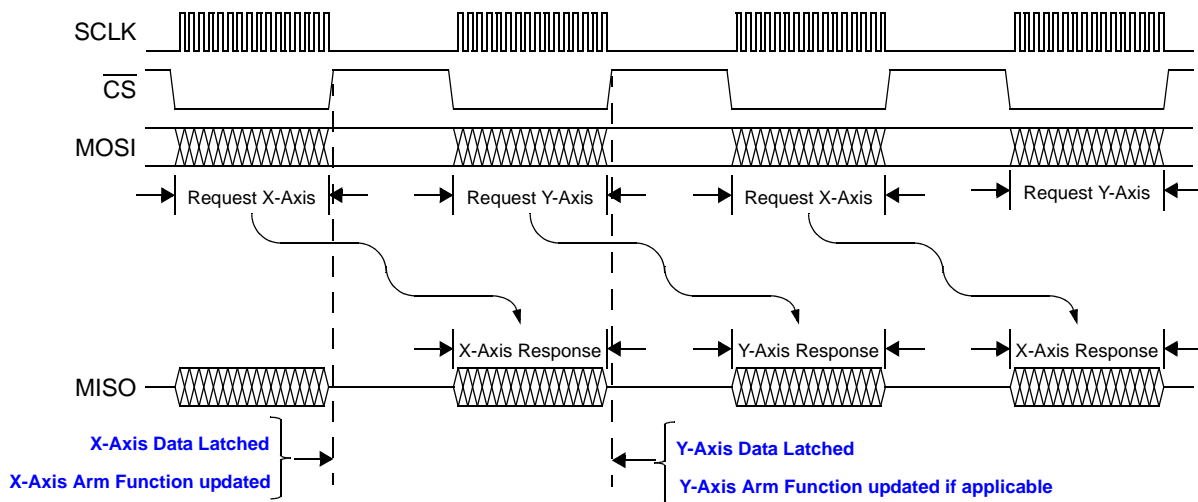 SCLK
CS
MOSI
Request X-Axis
Request Y-Axis
Request X-Axis
Request Y-Axis
X-Axis Response
Y-Axis Response
X-Axis Response
MISO
X-Axis Data Latched
X-Axis Arm Function updated
Y-Axis Data Latched
Y-Axis Arm Function updated if applicable